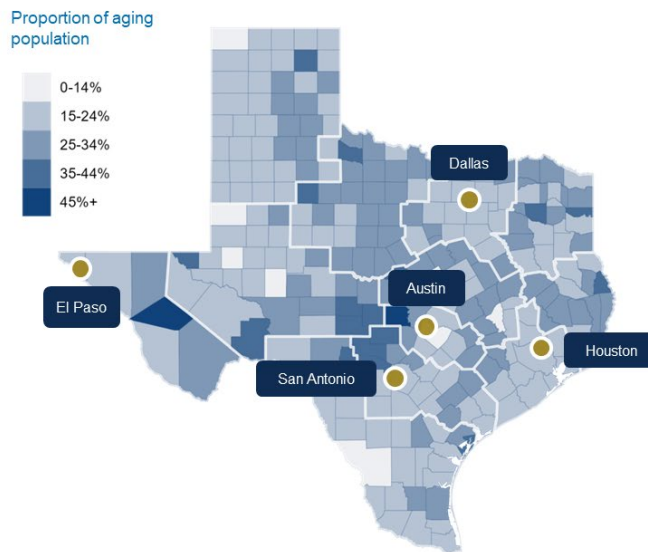 Proportion of aging
population
0-14%
15-24%
25-34%
35-44%
45%+
Dallas
Austin
El Paso
Houston
San Antonio